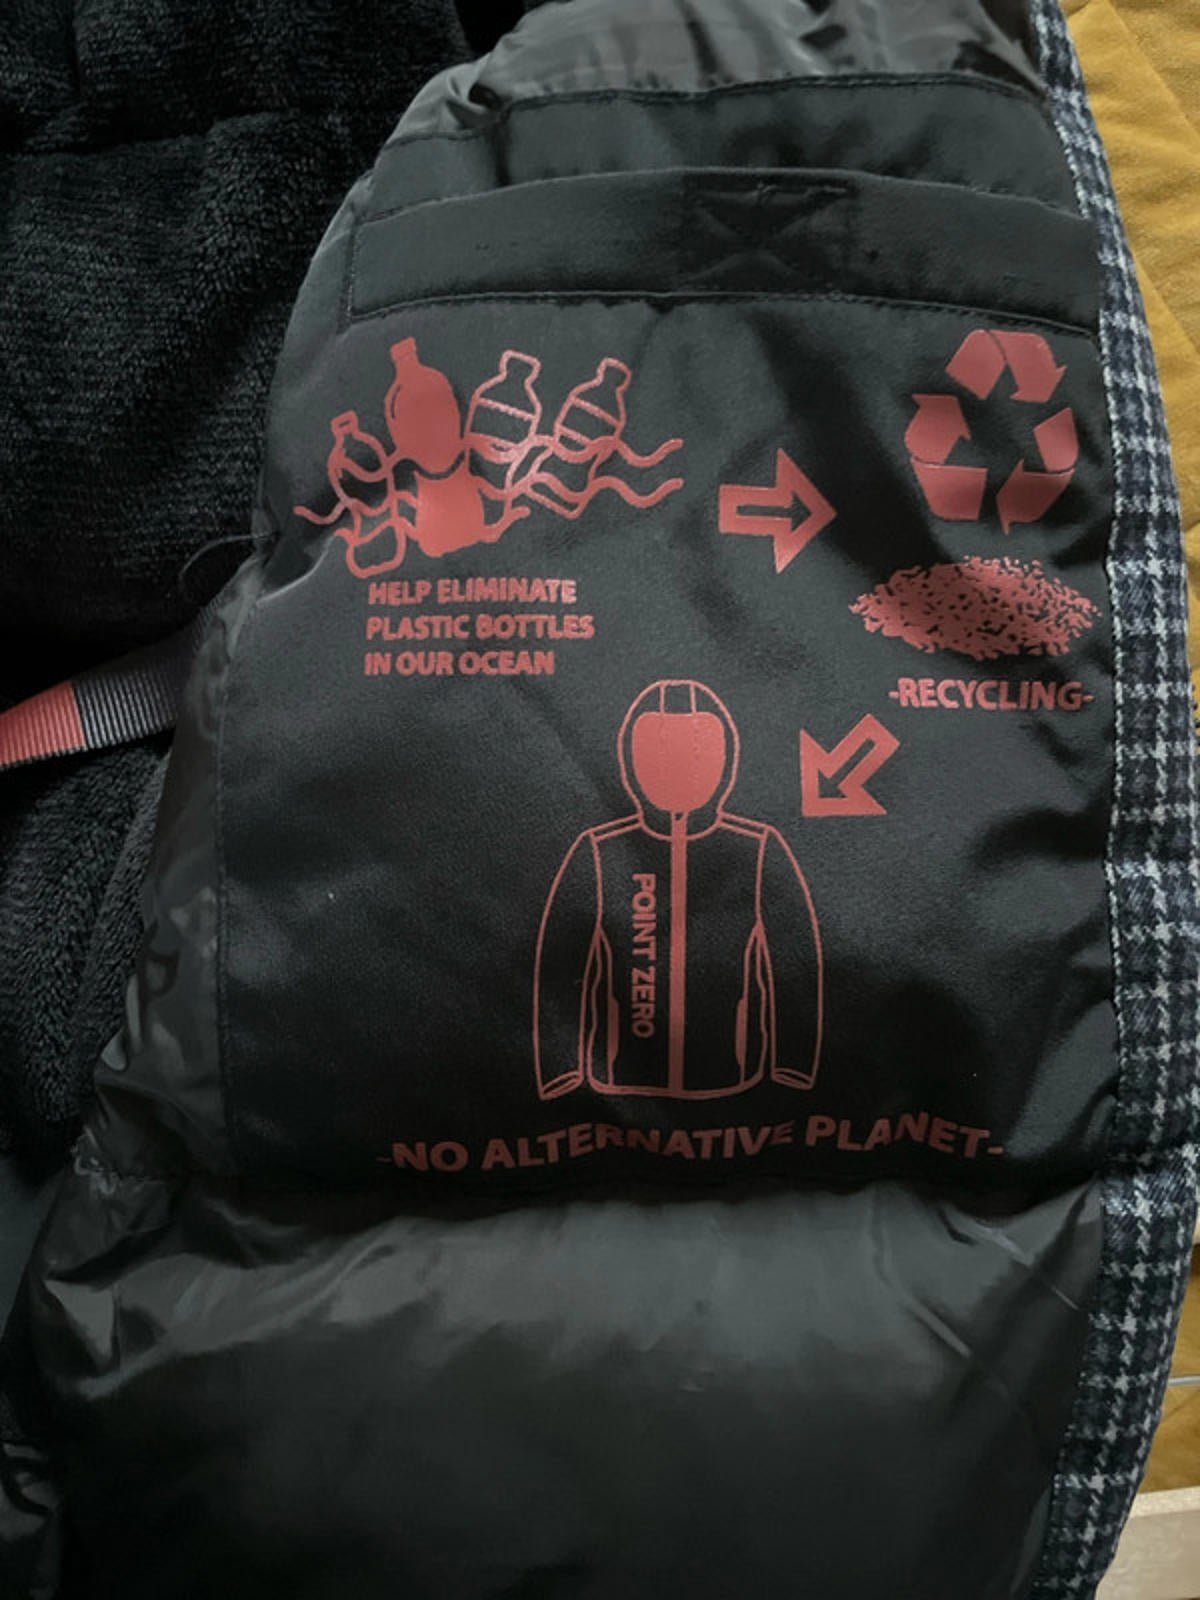 HELP ELIMINATE
PLASTIC BOTTLES
IN OUR OCEAN
-RECYCLING-
POINT ZERO
-NO ALTERNATIVE PLANET-